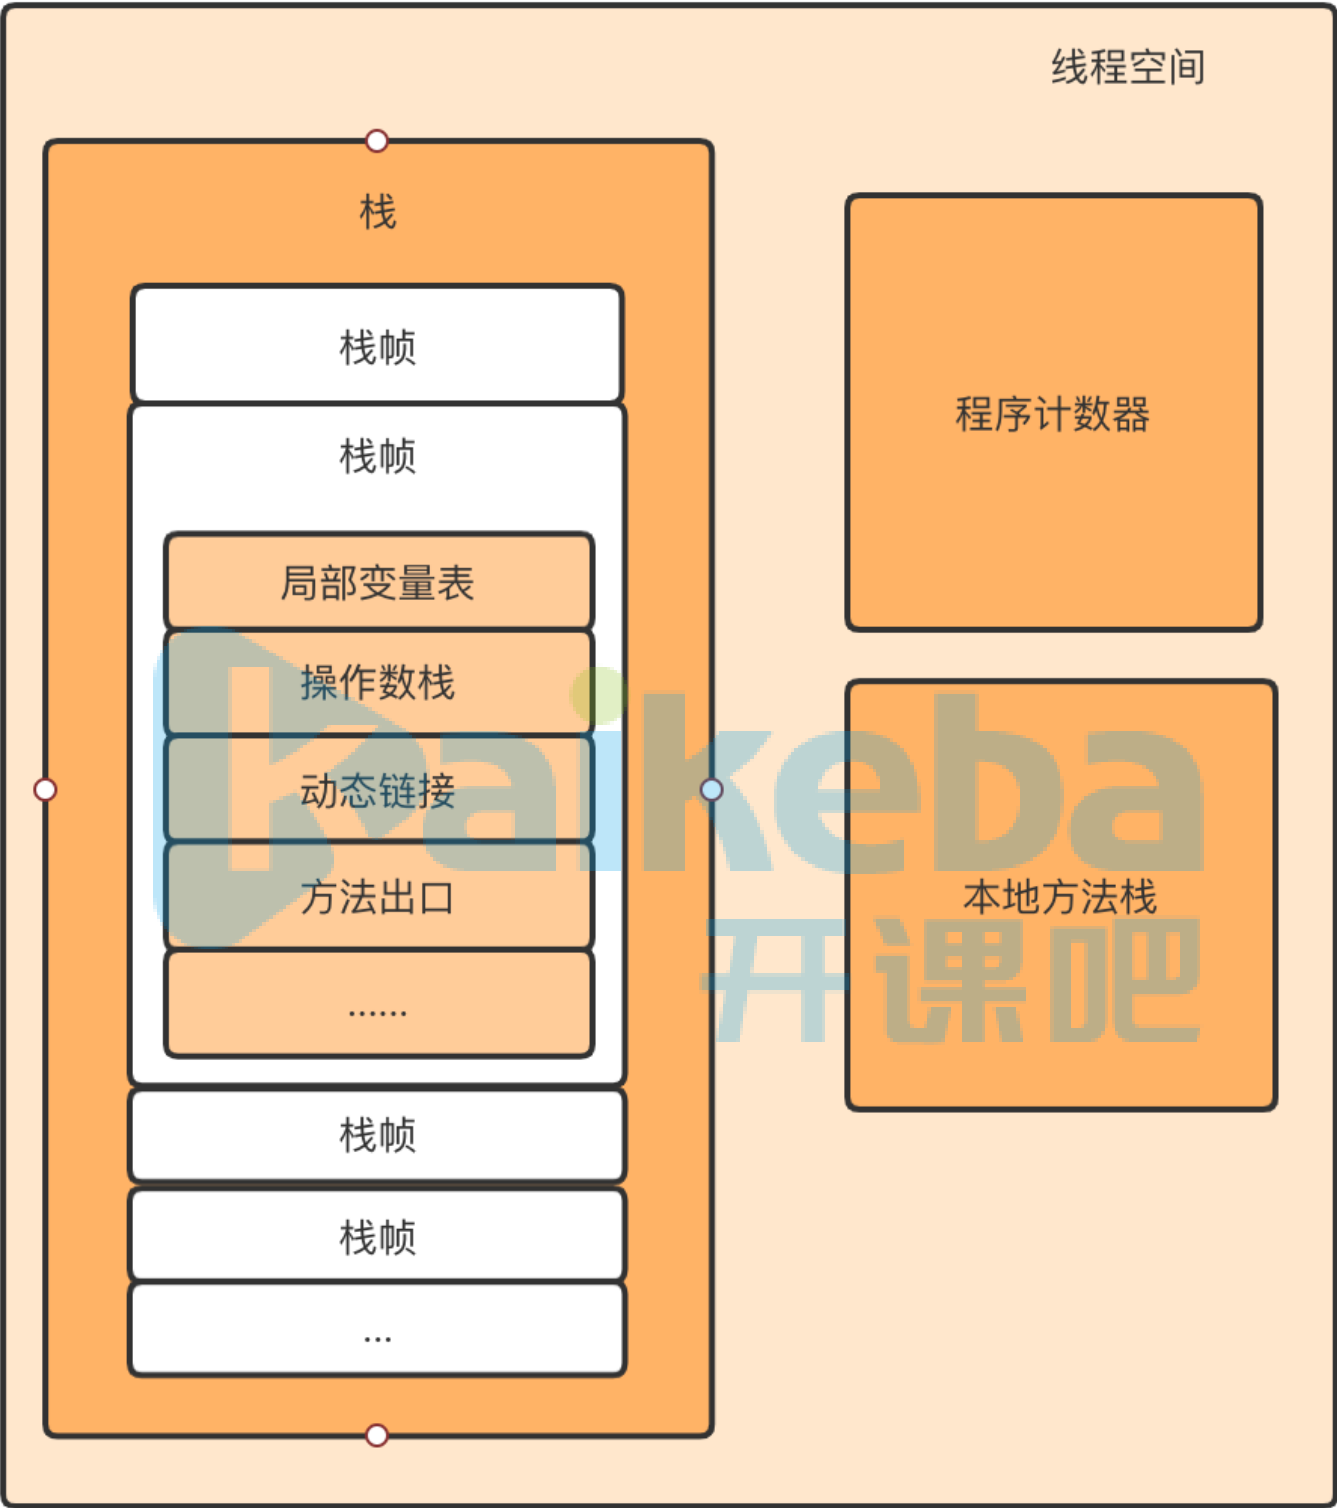 线程空间
栈
栈帧
栈帧
局部变量表
操作数栈
动态链接
方法出口
......
栈帧
栈帧
...
程序计数器
本地方法栈
kaikeba
开课吧